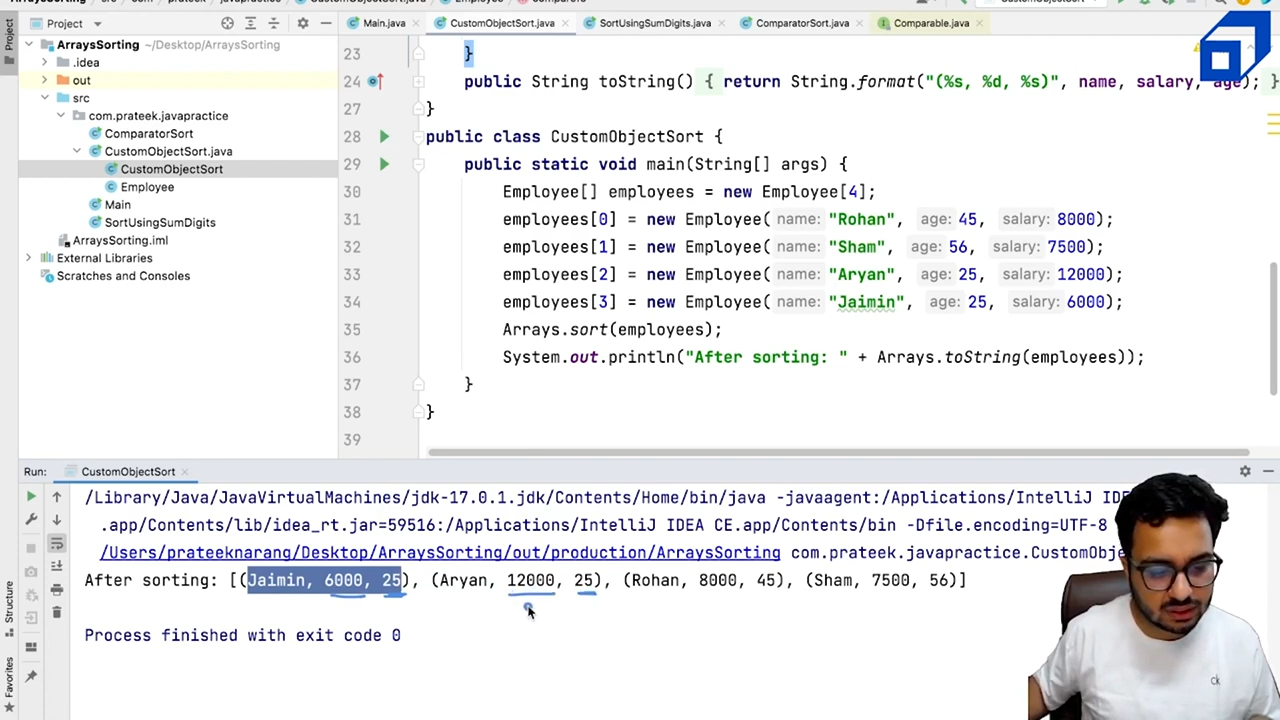 Project
Main.java
CustomObjectSort.java
SortUsingSumDigits.java
ComparatorSort.java
Comparable.java
Project
ArraysSorting ~/Desktop/ArraysSorting
.idea
out
src
com.prateek.javapractice
ComparatorSort
CustomObjectSort.java
CustomObjectSort
Employee
Main
SortUsingSumDigits
ArraysSorting.iml
External Libraries
Scratches and Consoles
23 }
24 public String toString() { return String.format("(%s, %d, %s)", name, salary, age); }
27 }
28 public class CustomObjectSort {
29 public static void main(String[] args) {
30 Employee[] employees = new Employee[4];
31 employees[0] = new Employee( name: "Rohan", age: 45, salary: 8000);
32 employees[1] = new Employee( name: "Sham", age: 56, salary: 7500);
33 employees[2] = new Employee( name: "Aryan", age: 25, salary: 12000);
34 employees[3] = new Employee( name: "Jaimin", age: 25, salary: 6000);
35 Arrays.sort(employees);
36 System.out.println("After sorting: " + Arrays.toString(employees));
37 }
38 }
39
Run: CustomObjectSort
/Library/Java/JavaVirtualMachines/jdk-17.0.1.jdk/Contents/Home/bin/java -javaagent:/Applications/IntelliJ IDE
.app/Contents/lib/idea_rt.jar=59516:/Applications/IntelliJ IDEA CE.app/Contents/bin -Dfile.encoding=UTF-8
/Users/prateeknarang/Desktop/ArraysSorting/out/production/ArraysSorting com.prateek.javapractice.CustomObje
After sorting: [(Jaimin, 6000, 25), (Aryan, 12000, 25), (Rohan, 8000, 45), (Sham, 7500, 56)]
Process finished with exit code 0
Structure
Favorites
ck